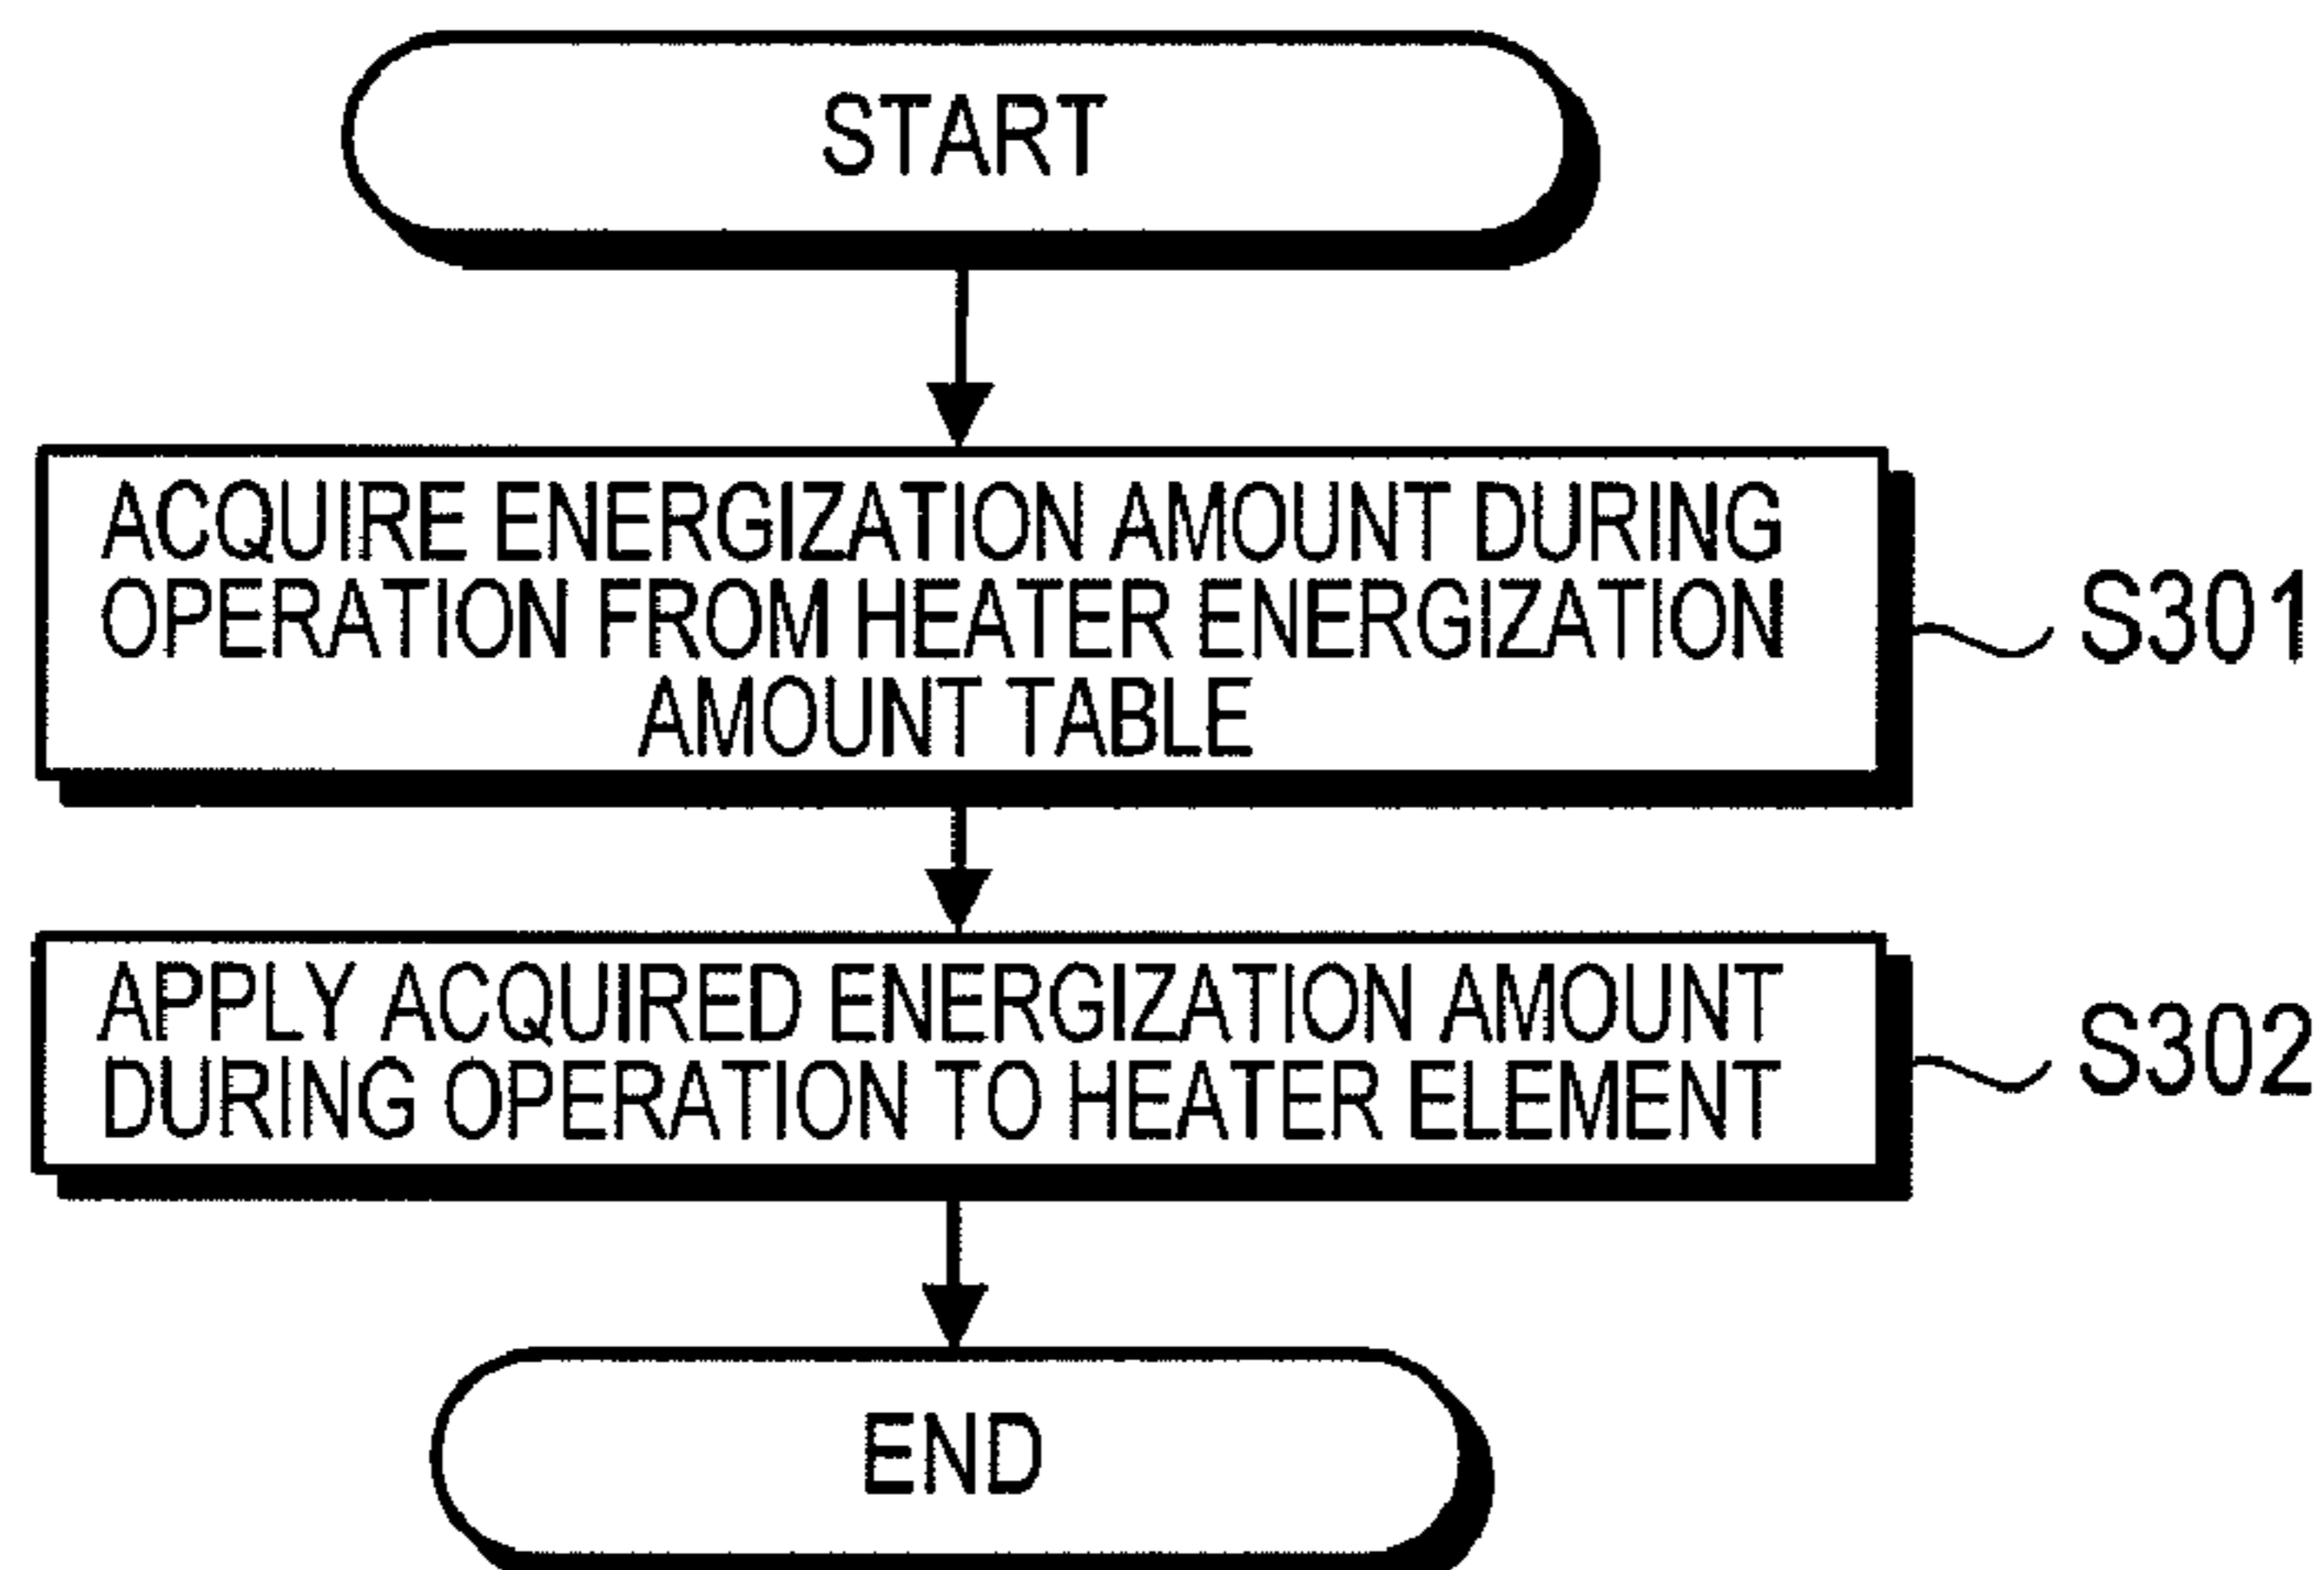 START
ACQUIRE ENERGIZATION AMOUNT DURING
OPERATION FROM HEATER ENERGIZATION
AMOUNT TABLE
S301
APPLY ACQUIRED ENERGIZATION AMOUNT
DURING OPERATION TO HEATER ELEMENT
S302
END